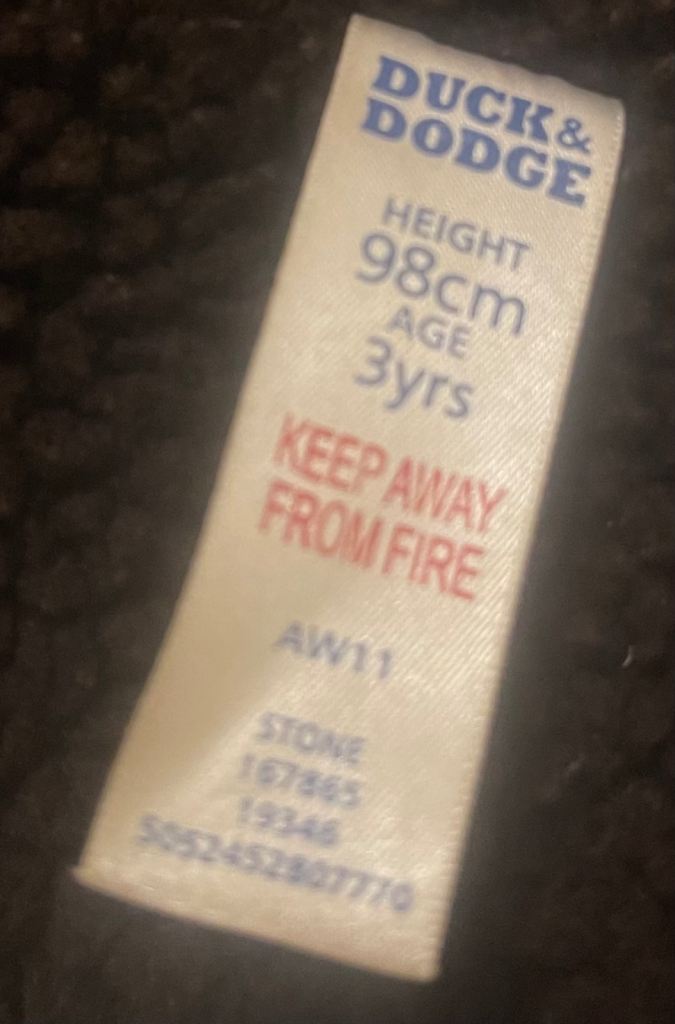 DUCK&
DODGE
HEIGHT
98cm
AGE
3yrs
KEEP AWAY
FROM FIRE
AW11
STONE
167865
19346
5052452807770